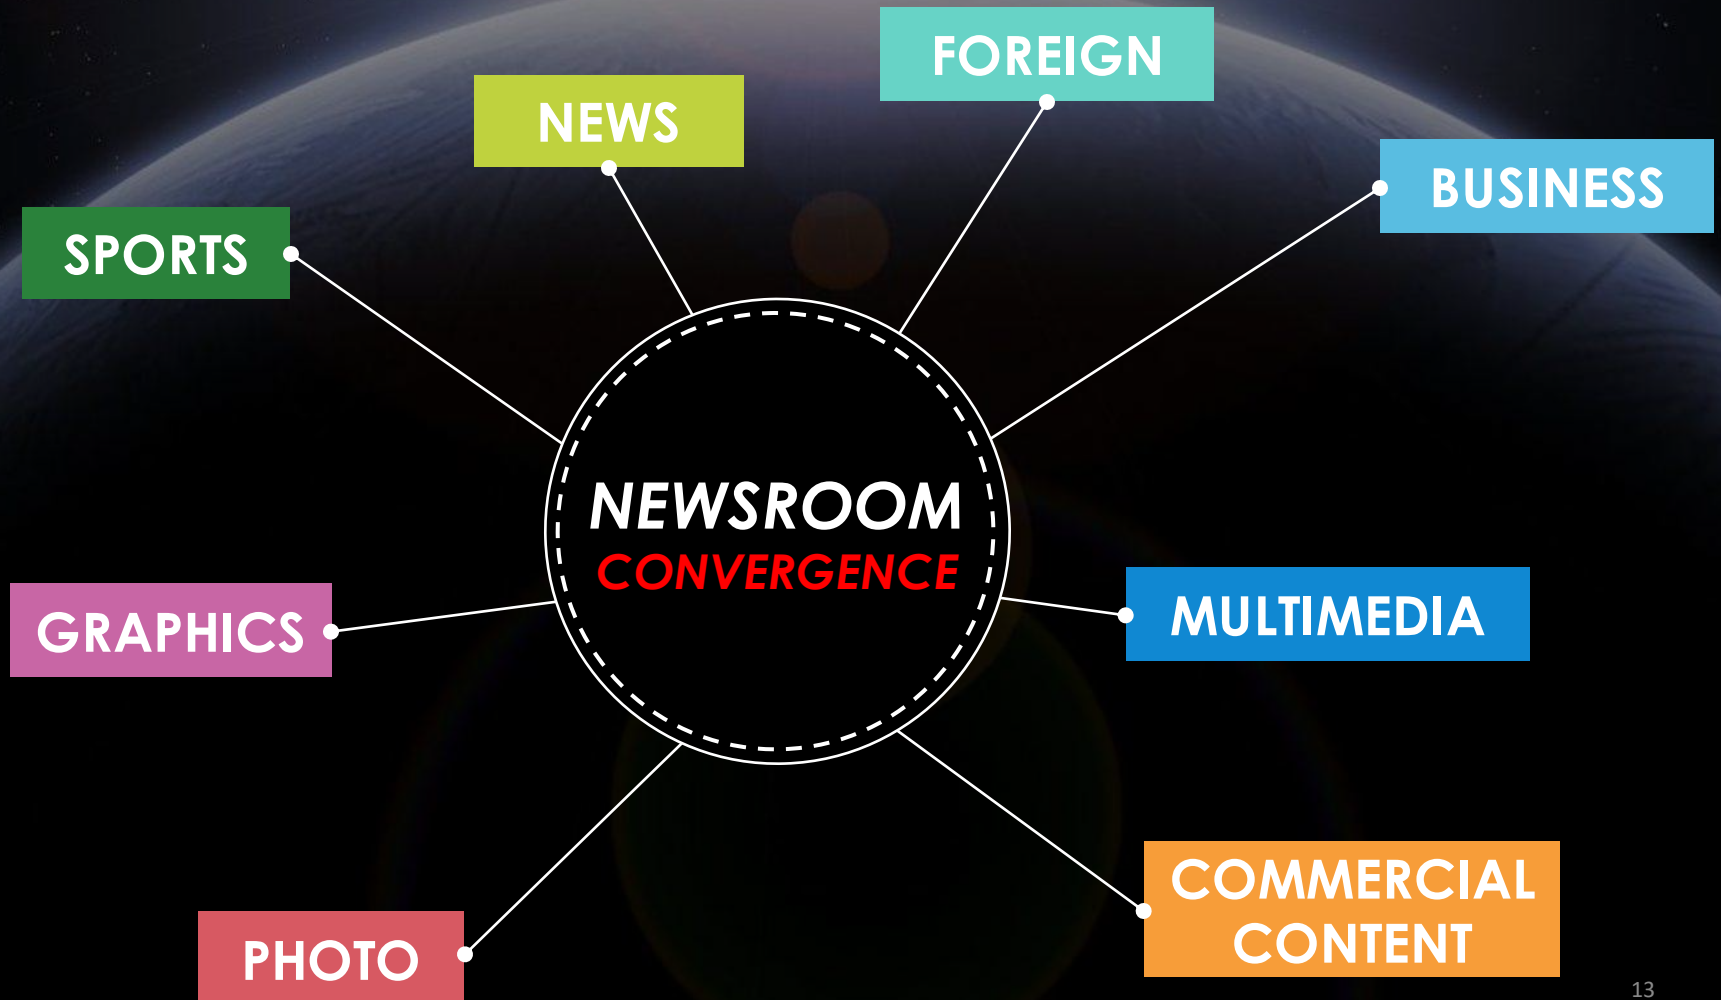 FOREIGN
NEWS
BUSINESS
SPORTS
NEWSROOM
CONVERGENCE
GRAPHICS
MULTIMEDIA
COMMERCIAL
CONTENT
PHOTO
13